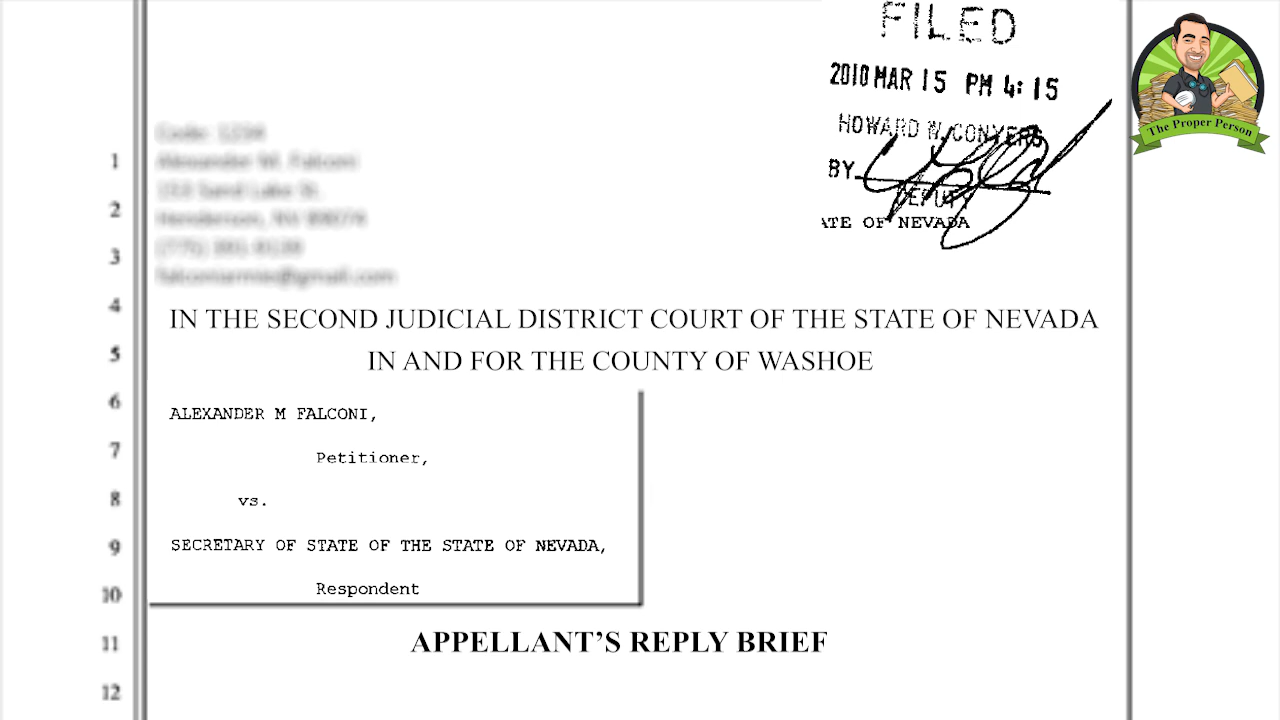 FILED
2010 MAR 15 PM 4:15
HOWARD W. CONYERS
BY
DEPUTY
ATE OF NEVADA
The Proper Person
1
2
3
4
IN THE SECOND JUDICIAL DISTRICT COURT OF THE STATE OF NEVADA
5
IN AND FOR THE COUNTY OF WASHOE
6
ALEXANDER M FALCONI,
7
Petitioner,
8
vs.
9
SECRETARY OF STATE OF THE STATE OF NEVADA,
10
Respondent
11
APPELLANT'S REPLY BRIEF
12